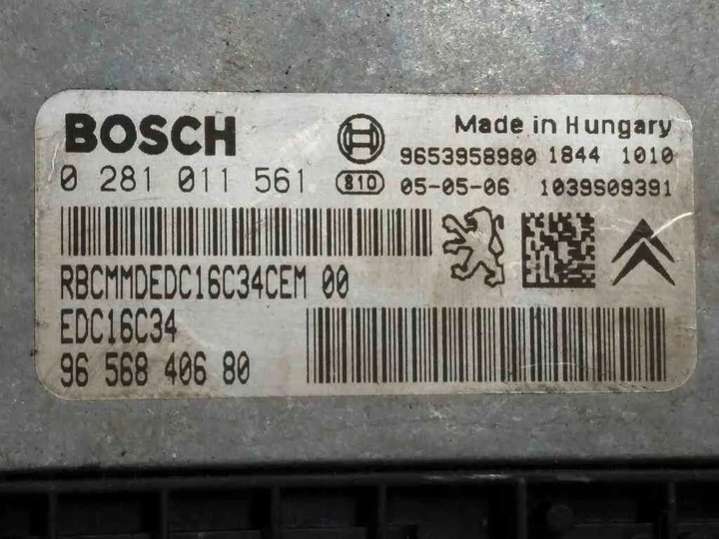 BOSCH
Made in Hungary
9653958980 1844 1010
0 281 011 561
810 05-05-06 1039S09391
RBCMMDEDC16C34CEM 00
EDC16C34
96 568 406 80